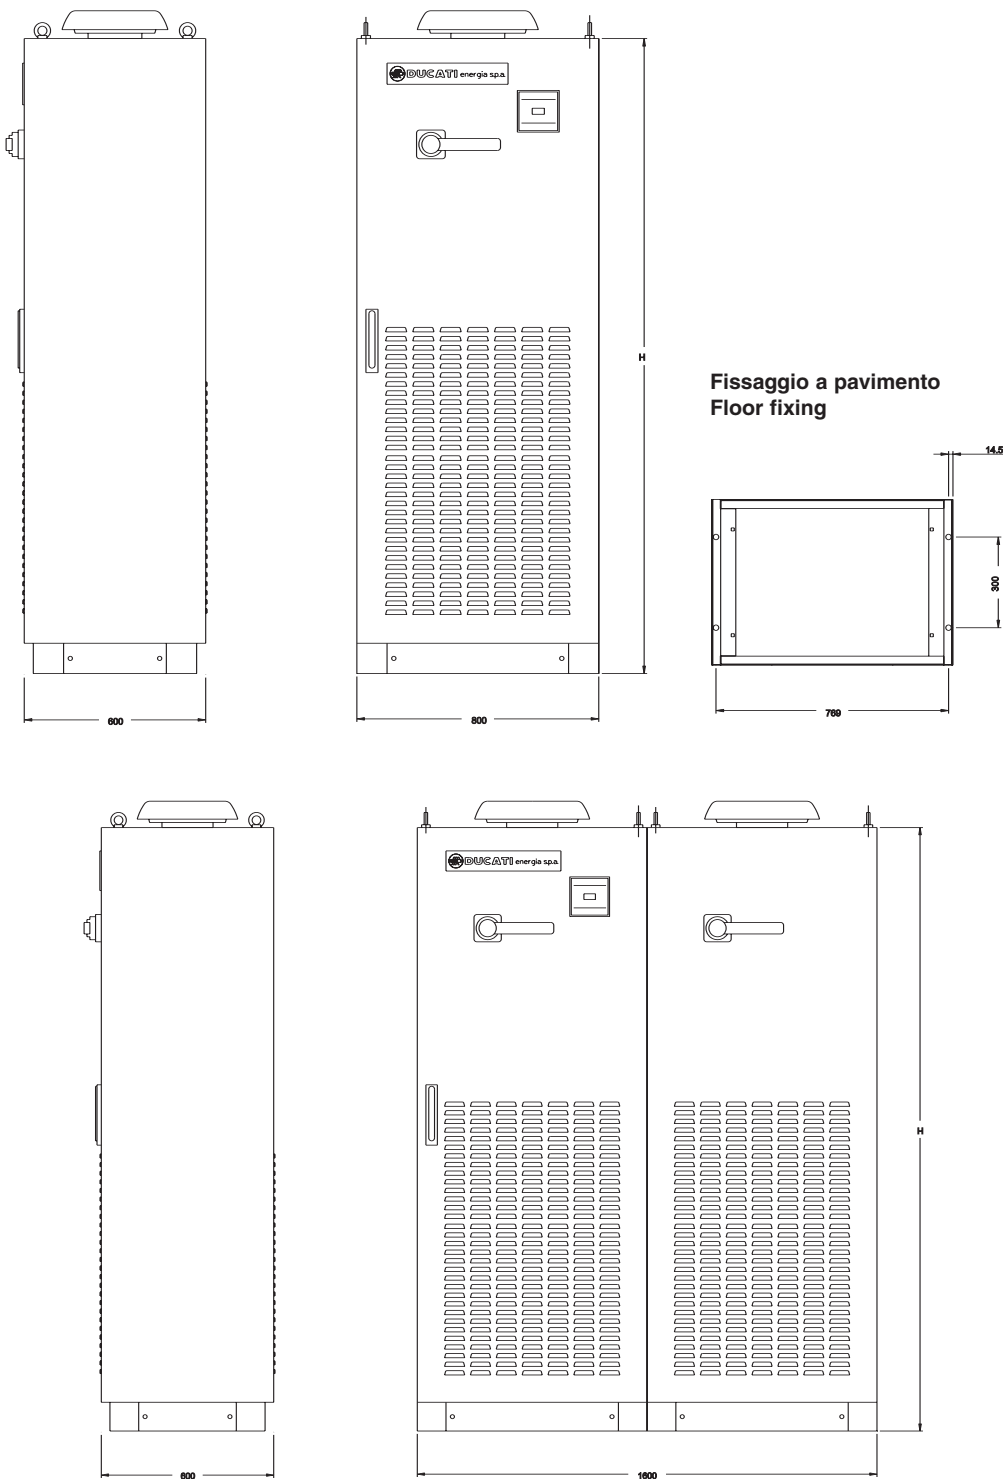 DUCATI energia s.p.a.
H
Fissaggio a pavimento
Floor fixing
14.5
300
769
600
800
DUCATI energia s.p.a.
H
600
1600